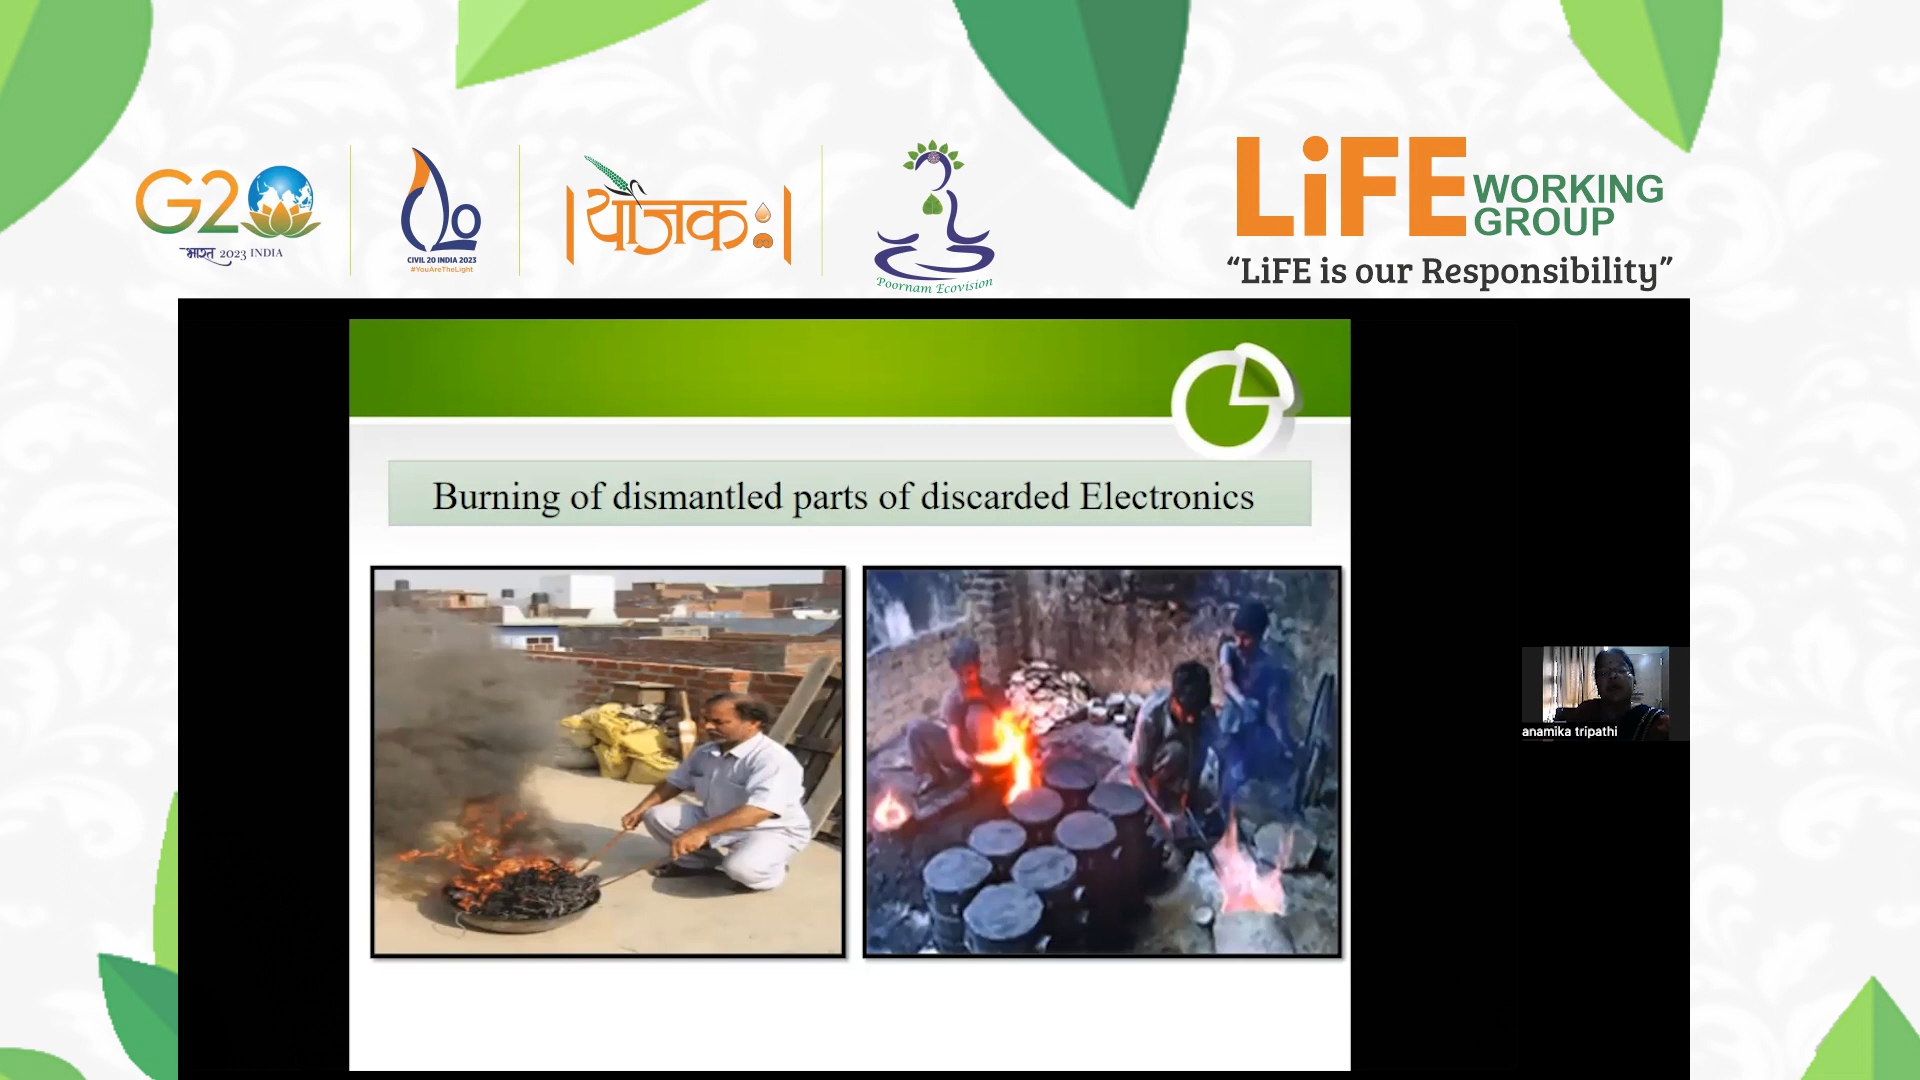 G20
भारत 2023 INDIA
CIVIL 20 INDIA 2023
#YouAreTheLight
योजकः
Poornam Ecovision
LiFE WORKING GROUP
“LiFE is our Responsibility”
Burning of dismantled parts of discarded Electronics
anamika tripathi